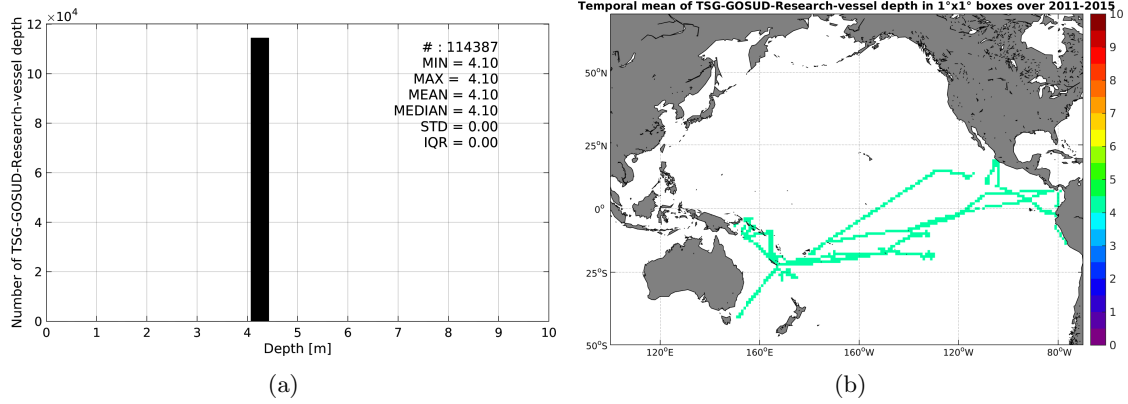 ×10⁴
Number of TSG-GOSUD-Research-vessel depth
12
10
8
6
4
2
0
# : 114387
MIN = 4.10
MAX = 4.10
MEAN = 4.10
MEDIAN = 4.10
STD = 0.00
IQR = 0.00
0 1 2 3 4 5 6 7 8 9 10
Depth [m]
(a)
Temporal mean of TSG-GOSUD-Research-vessel depth in 1°x1° boxes over 2011-2015
50°N
25°N
0°
25°S
50°S
120°E 160°E 160°W 120°W 80°W
10
9
8
7
6
5
4
3
2
1
0
(b)